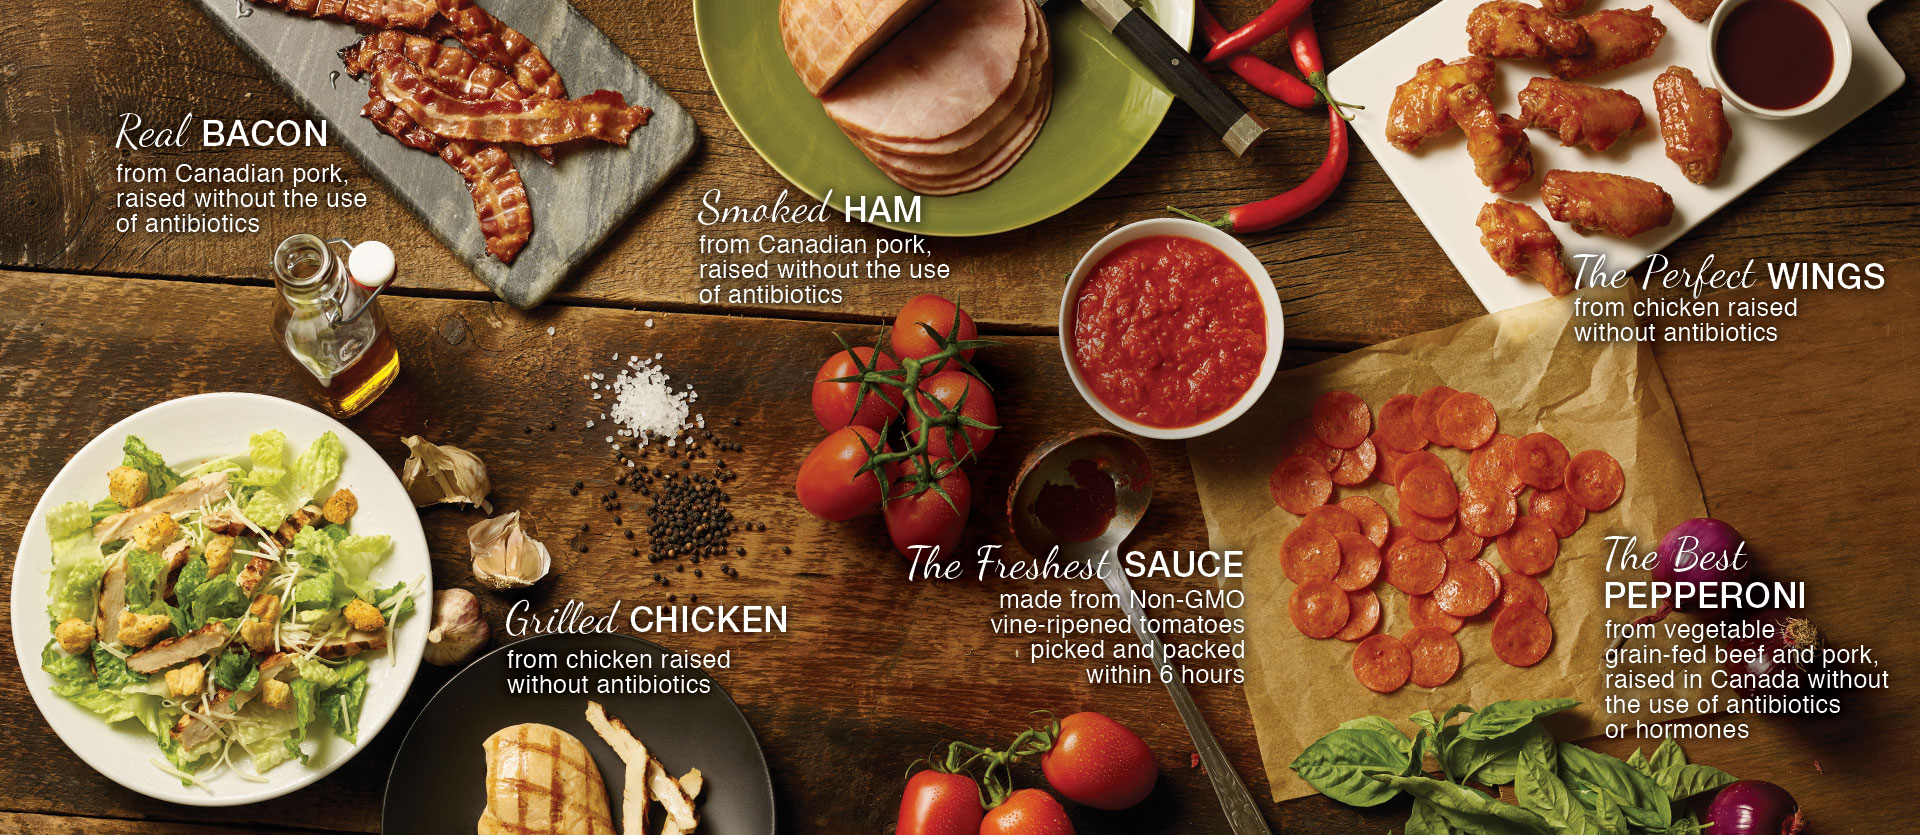 Real BACON
from Canadian pork,
raised without the use
of antibiotics
Smoked HAM
from Canadian pork,
raised without the use
of antibiotics
The Perfect WINGS
from chicken raised
without antibiotics
Grilled CHICKEN
from chicken raised
without antibiotics
The Freshest SAUCE
made from Non-GMO
vine-ripened tomatoes
picked and packed
within 6 hours
The Best
PEPPERONI
from vegetable
grain-fed beef and pork,
raised in Canada without
the use of antibiotics
or hormones